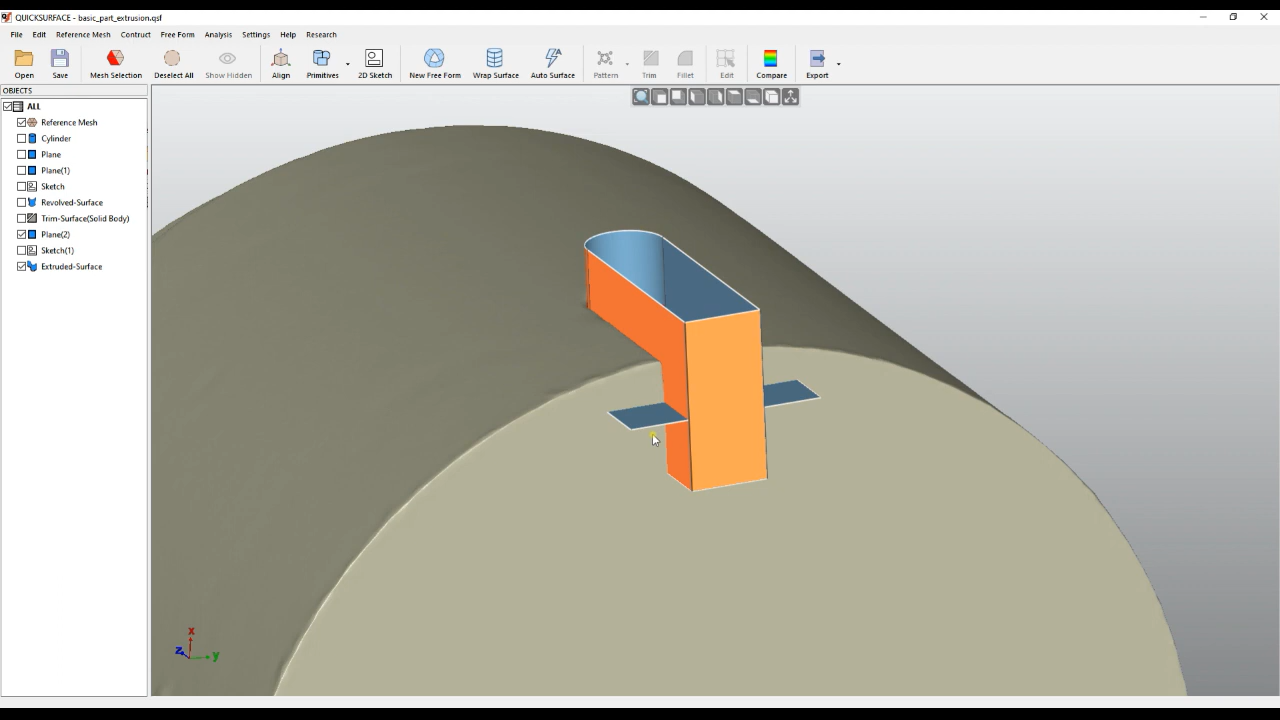 QUICKSURFACE - basic_part_extrusion.qsf
File Edit Reference Mesh Construct Free Form Analysis Settings Help Research
Open Save Mesh Selection Deselect All Show Hidden Align Primitives 2D Sketch New Free Form Wrap Surface Auto Surface Pattern Trim Fillet Edit Compare Export
OBJECTS
ALL
Reference Mesh
Cylinder
Plane
Plane(1)
Sketch
Revolved-Surface
Trim-Surface(Solid Body)
Plane(2)
Sketch(1)
Extruded-Surface
x
z y